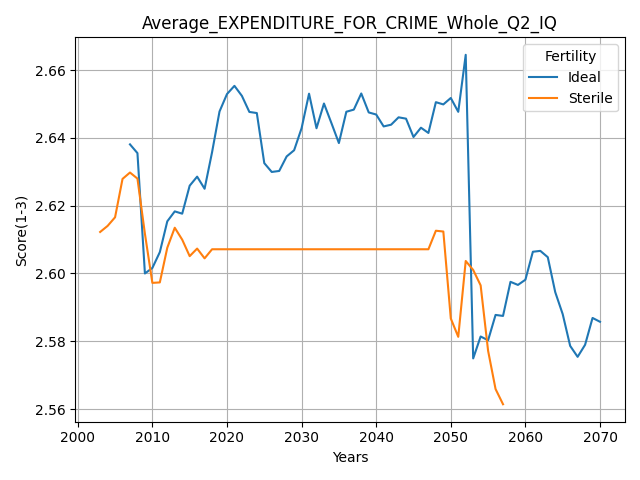 Average_EXPENDITURE_FOR_CRIME_Whole_Q2_IQ
Fertility
Ideal
Sterile
Score(1-3)
2.66
2.64
2.62
2.60
2.58
2.56
2000 2010 2020 2030 2040 2050 2060 2070
Years